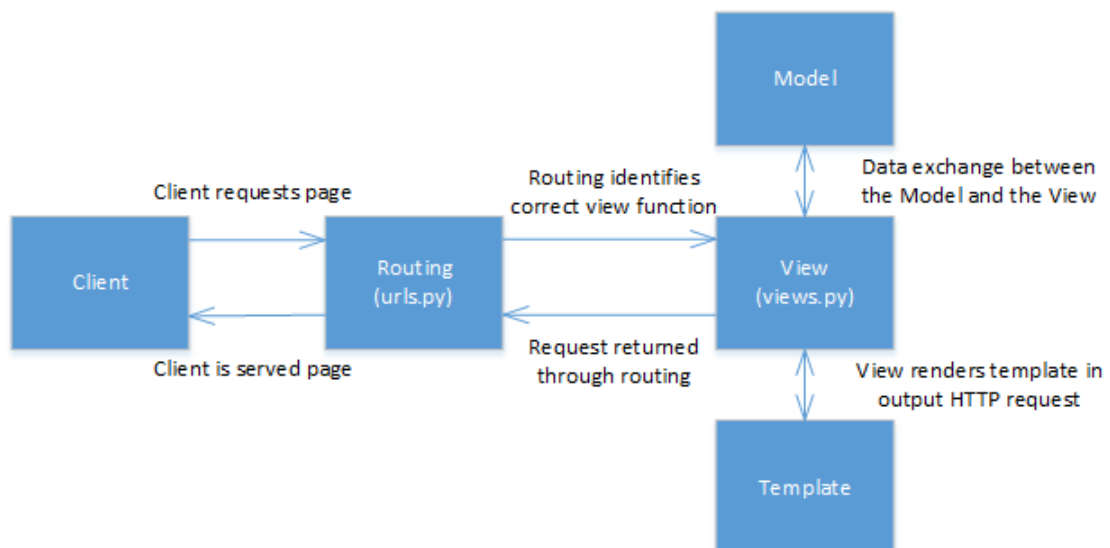 Model
Client requests page
Routing identifies
correct view function
Data exchange between
the Model and the View
Client
Routing
(urls.py)
View
(views.py)
Client is served page
Request returned
through routing
View renders template in
output HTTP request
Template